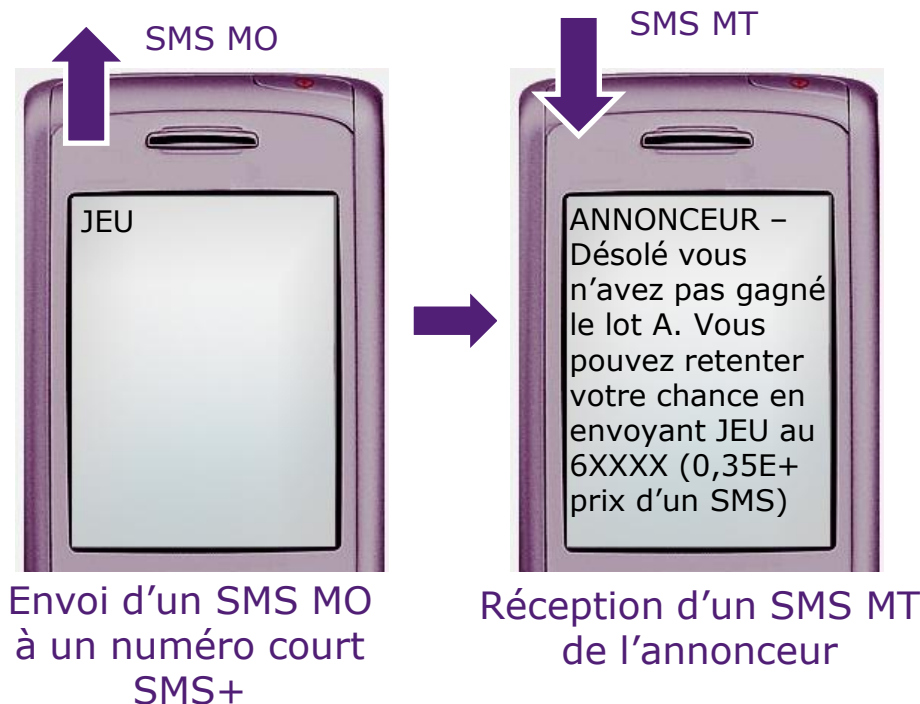 SMS MO
JEU
Envoi d'un SMS MO
à un numéro court
SMS+
SMS MT
ANNONCEUR –
Désolé vous
n'avez pas gagné
le lot A. Vous
pouvez retenter
votre chance en
envoyant JEU au
6XXXX (0,35E+
prix d'un SMS)
Réception d'un SMS MT
de l'annonceur